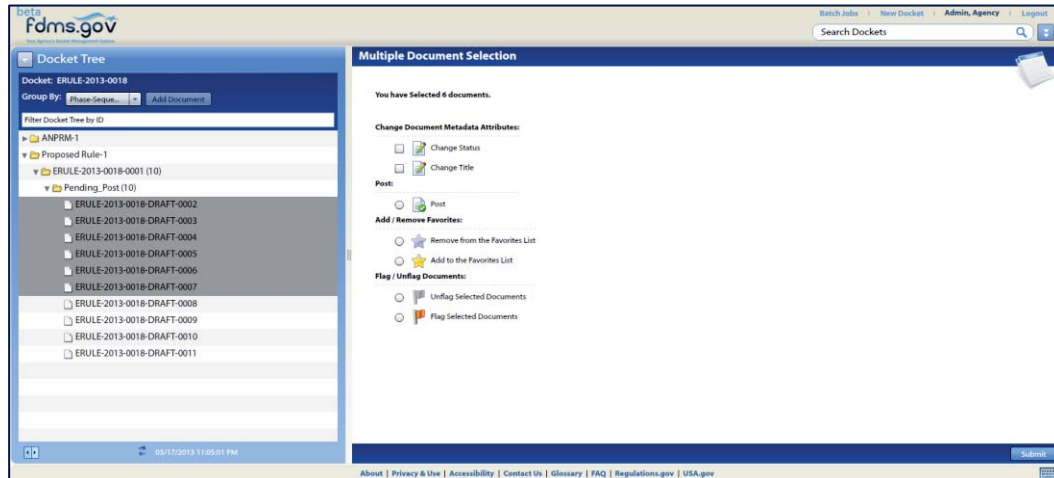 beta
fdms.gov
Your Agency's Docket Management System
Batch Jobs | New Docket | Admin, Agency | Logout
Search Dockets
Docket Tree
Docket: ERULE-2013-0018
Group By: Phase-Seque... Add Document
Filter Docket Tree by ID
ANPRM-1
Proposed Rule-1
ERULE-2013-0018-0001 (10)
Pending_Post (10)
ERULE-2013-0018-DRAFT-0002
ERULE-2013-0018-DRAFT-0003
ERULE-2013-0018-DRAFT-0004
ERULE-2013-0018-DRAFT-0005
ERULE-2013-0018-DRAFT-0006
ERULE-2013-0018-DRAFT-0007
ERULE-2013-0018-DRAFT-0008
ERULE-2013-0018-DRAFT-0009
ERULE-2013-0018-DRAFT-0010
ERULE-2013-0018-DRAFT-0011
03/17/2013 11:05:01 PM
Multiple Document Selection
You have Selected 6 documents.
Change Document Metadata Attributes:
Change Status
Change Title
Post:
Post
Add / Remove Favorites:
Remove from the Favorites List
Add to the Favorites List
Flag / Unflag Documents:
Unflag Selected Documents
Flag Selected Documents
Submit
About | Privacy & Use | Accessibility | Contact Us | Glossary | FAQ | Regulations.gov | USA.gov